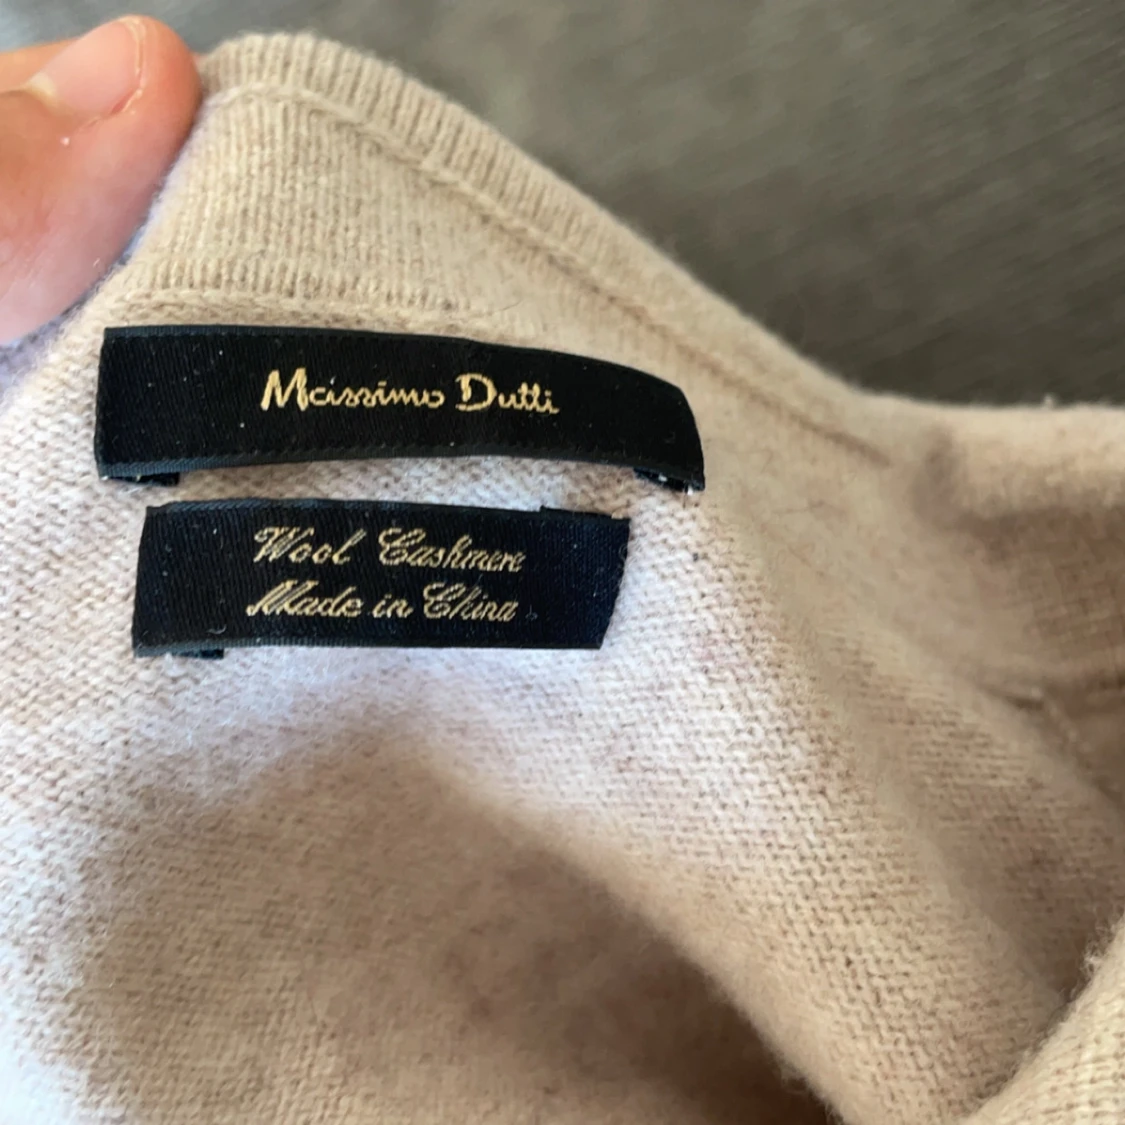 Massimo Dutti
Wool Cashmere
Made in China